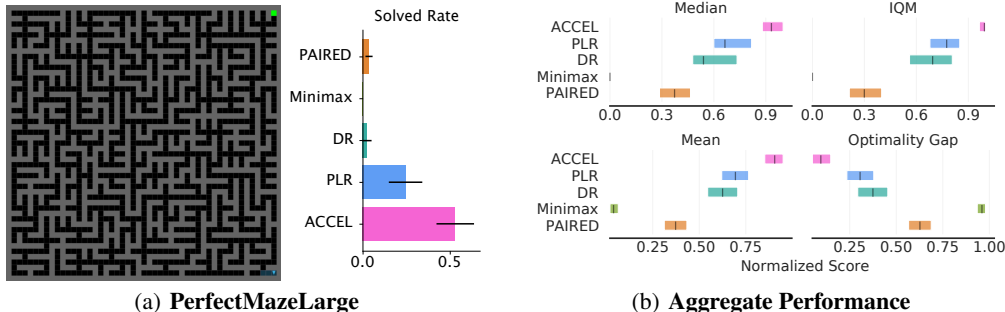 Solved Rate
PAIRED
Minimax
DR
PLR
ACCEL
0.0 0.5
(a) PerfectMazeLarge
Median IQM
ACCEL
PLR
DR
Minimax
PAIRED
0.0 0.3 0.6 0.9 0.0 0.3 0.6 0.9
Mean Optimality Gap
ACCEL
PLR
DR
Minimax
PAIRED
0.25 0.50 0.75 0.25 0.50 0.75 1.00
Normalized Score
(b) Aggregate Performance